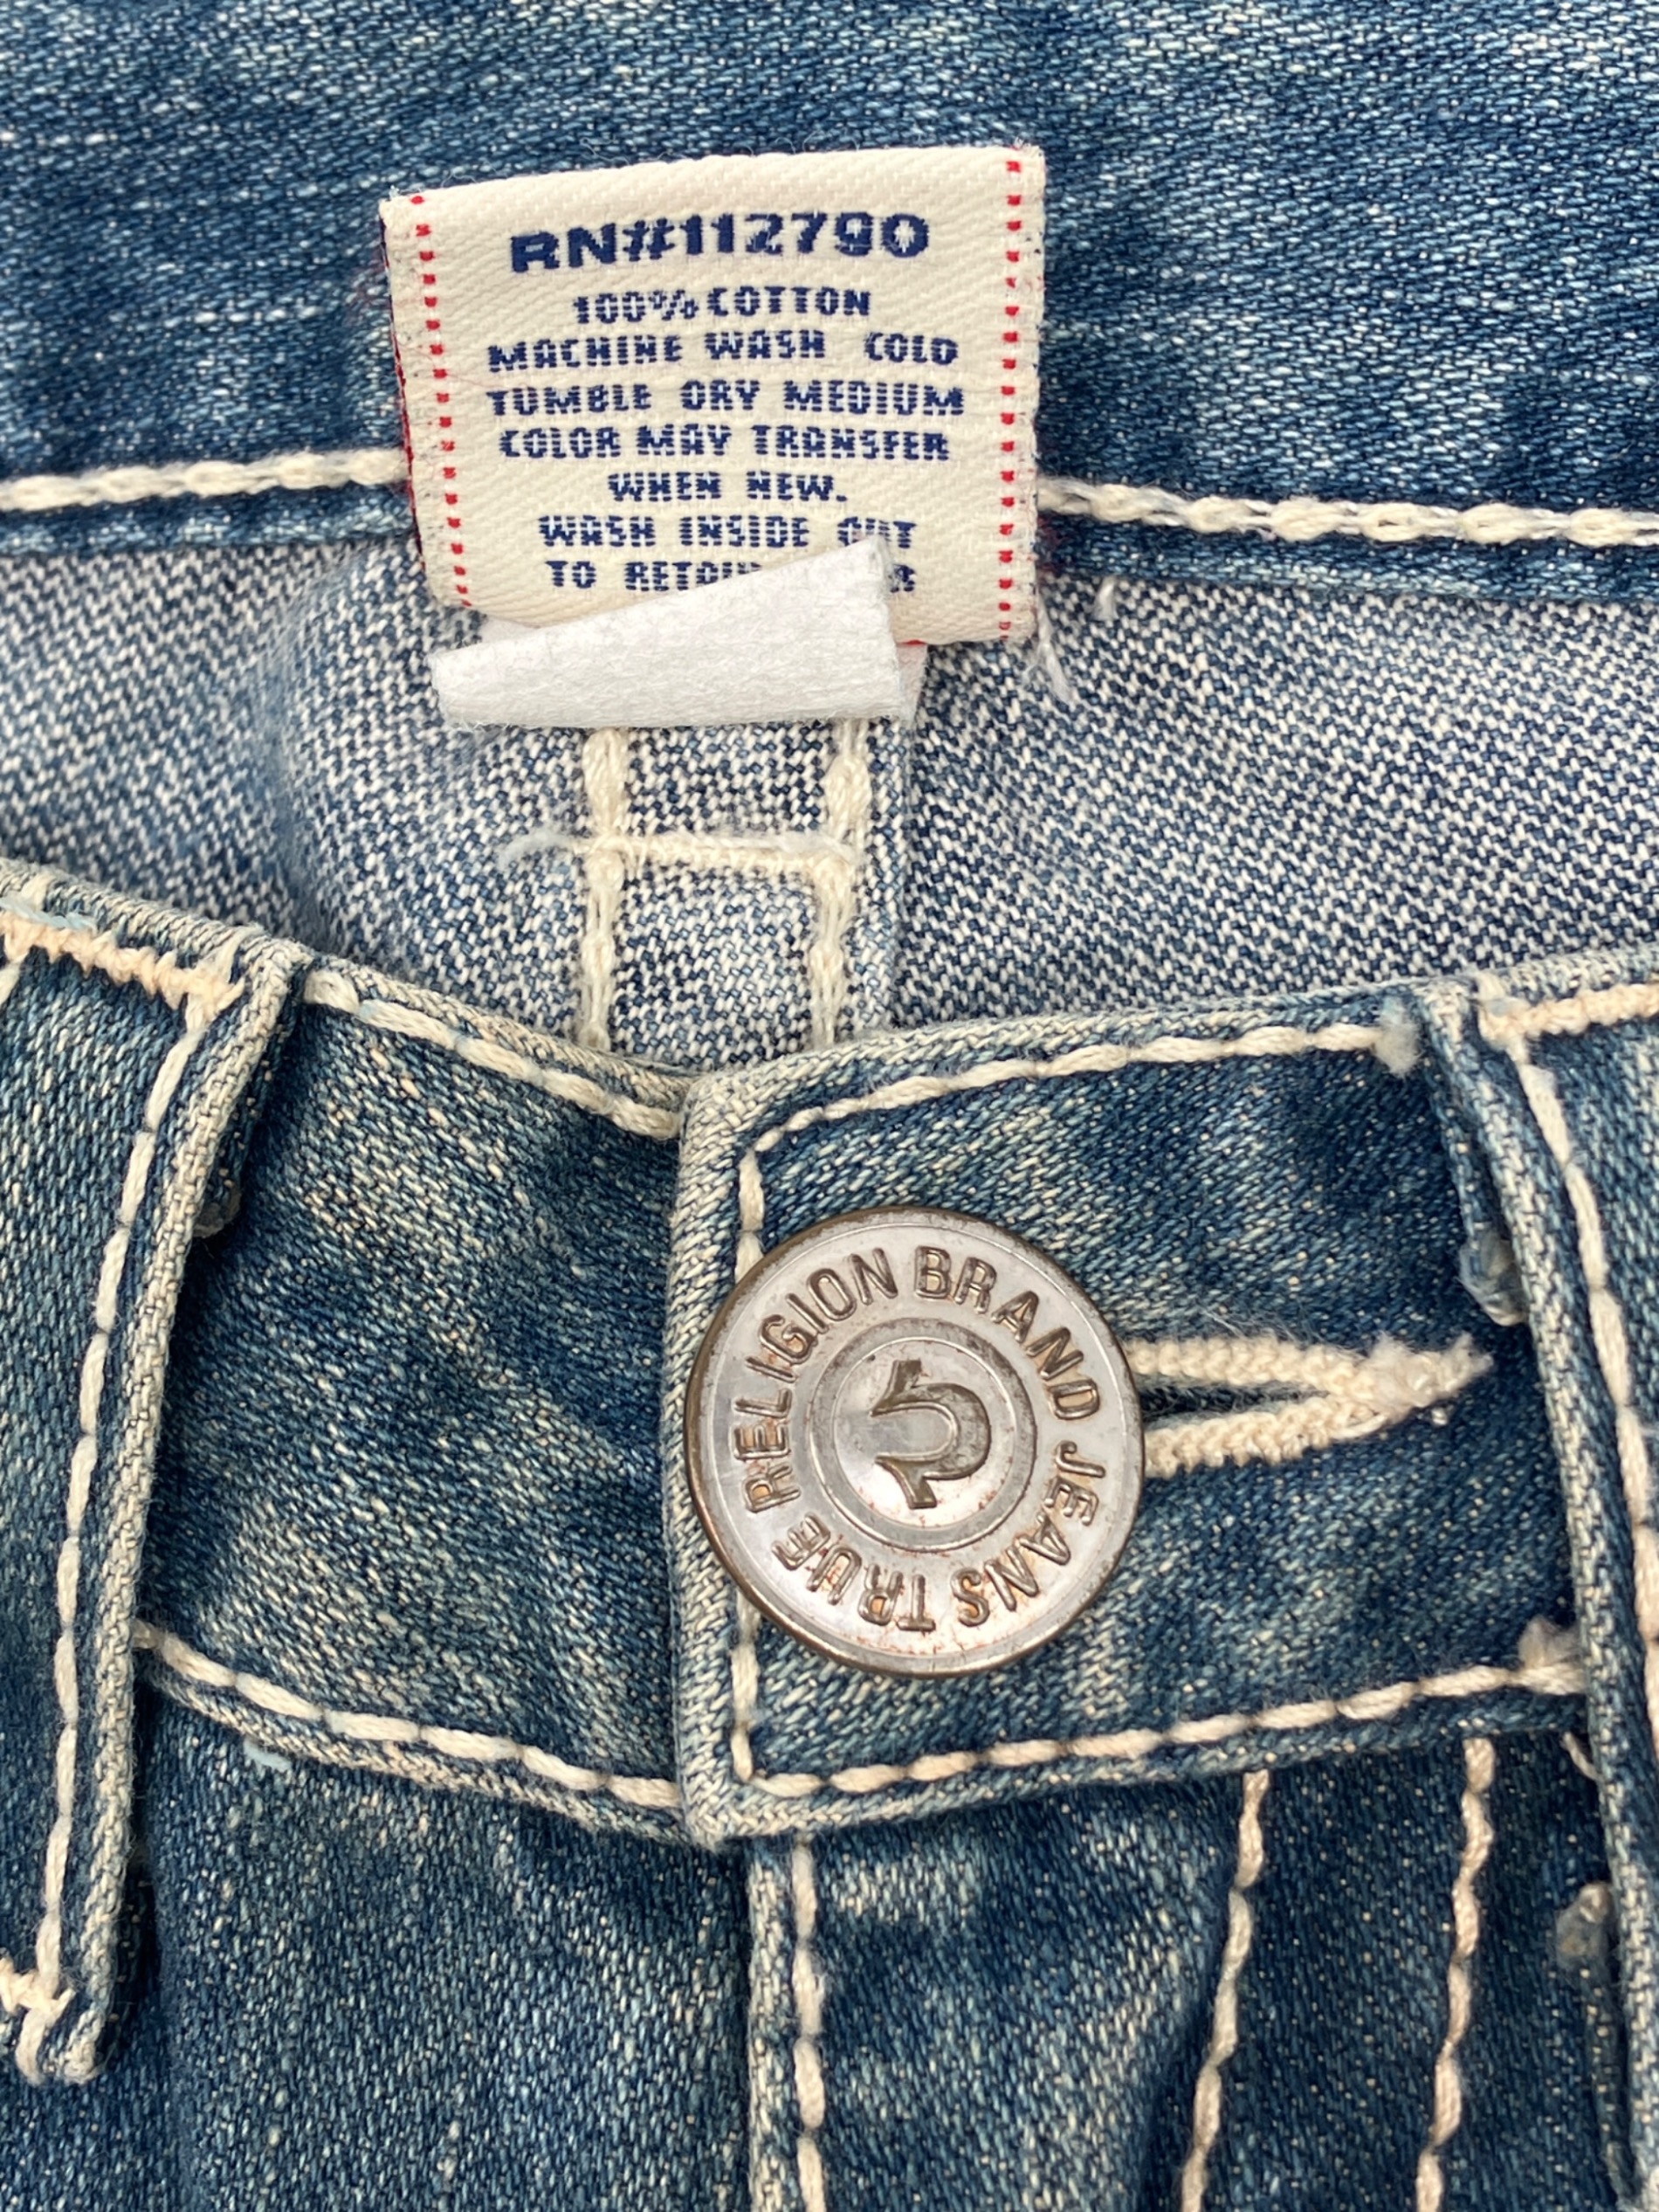 RN#112790
100% COTTON
MACHINE WASH COLD
TUMBLE DRY MEDIUM
COLOR MAY TRANSFER
WHEN NEW.
WASH INSIDE OUT
TO
TRUE RELIGION BRAND JEANS